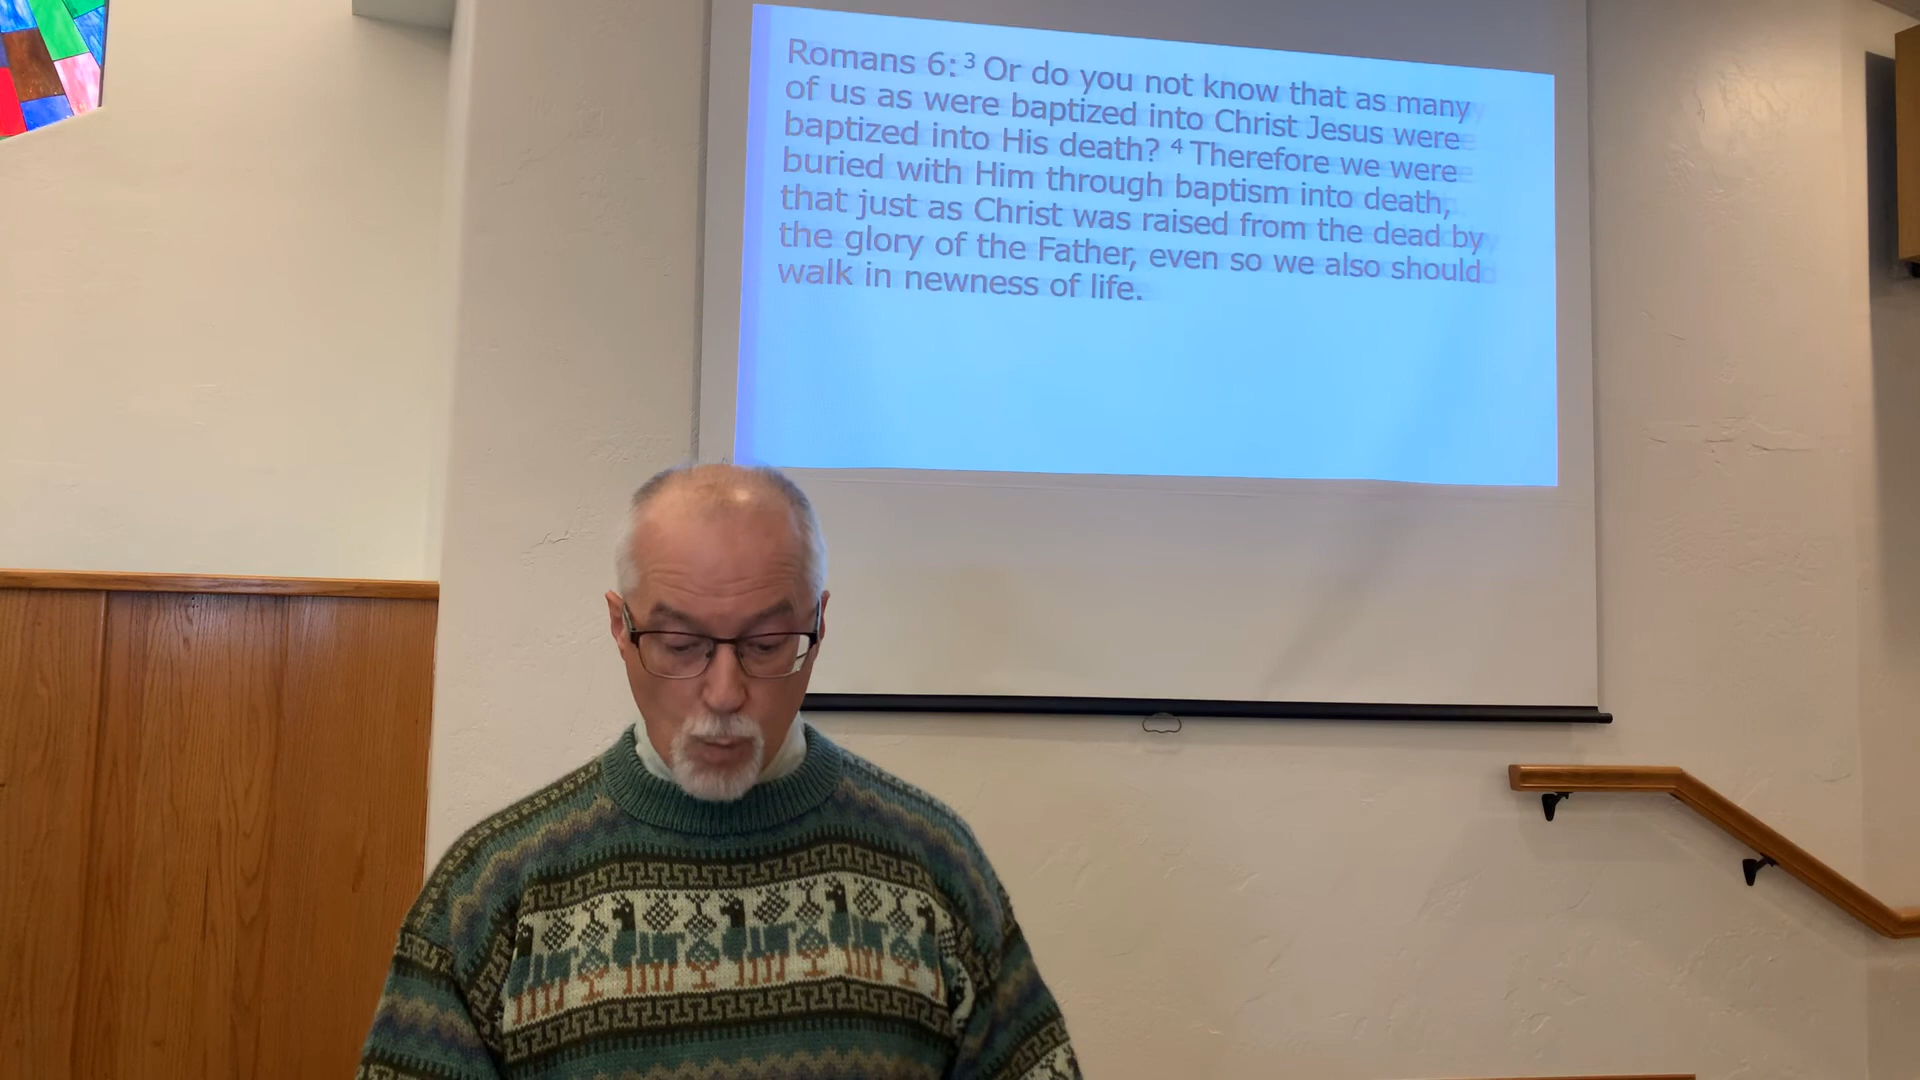 Romans 6: 3 Or do you not know that as many
of us as were baptized into Christ Jesus were
baptized into His death? 4 Therefore we were
buried with Him through baptism into death,
that just as Christ was raised from the dead by
the glory of the Father, even so we also should
walk in newness of life.